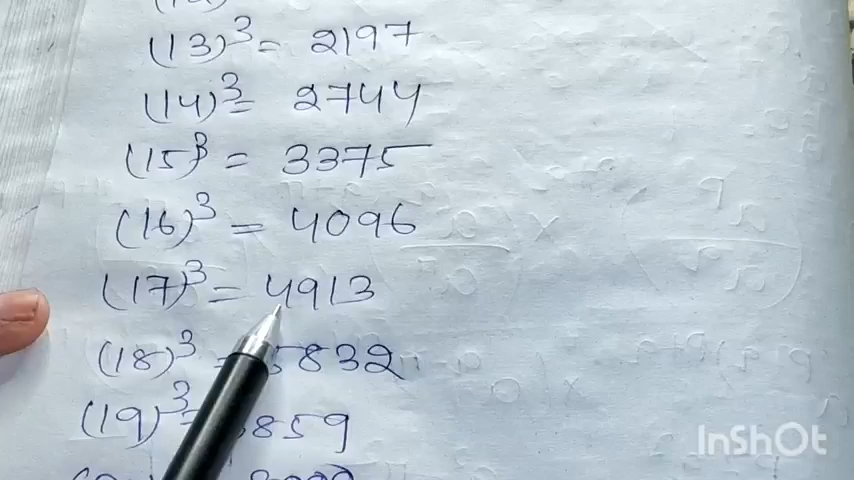 (13)³ = 2197
(14)³ = 2744
(15)³ = 3375
(16)³ = 4096
(17)³ = 4913
(18)³ = 5832
(19)³ = 859
InShOt